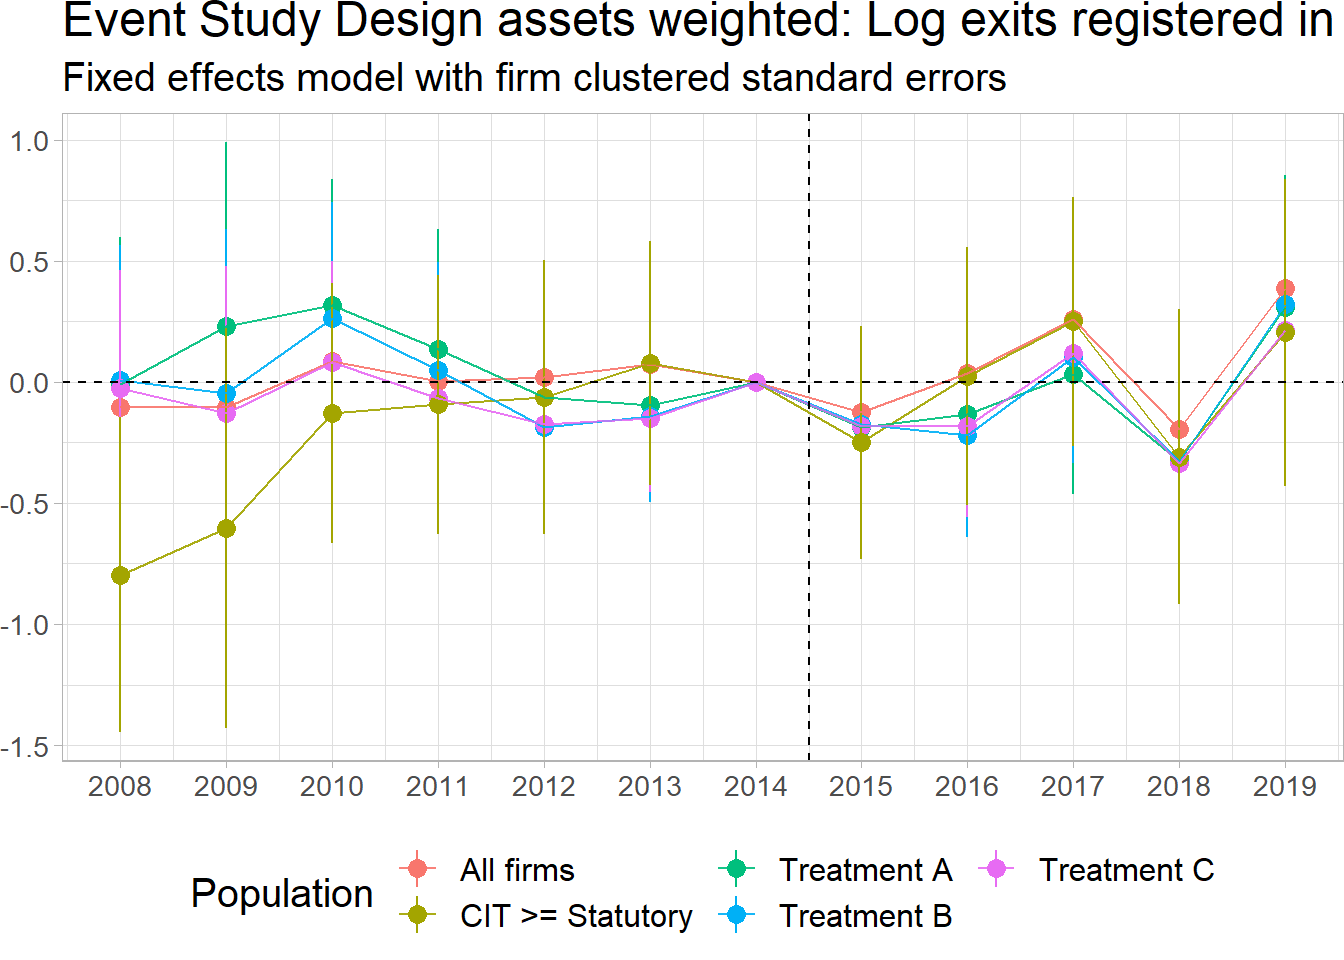 Event Study Design assets weighted: Log exits registered in
Fixed effects model with firm clustered standard errors
1.0
0.5
0.0
-0.5
-1.0
-1.5
2008 2009 2010 2011 2012 2013 2014 2015 2016 2017 2018 2019
Population
All firms
CIT >= Statutory
Treatment A
Treatment B
Treatment C